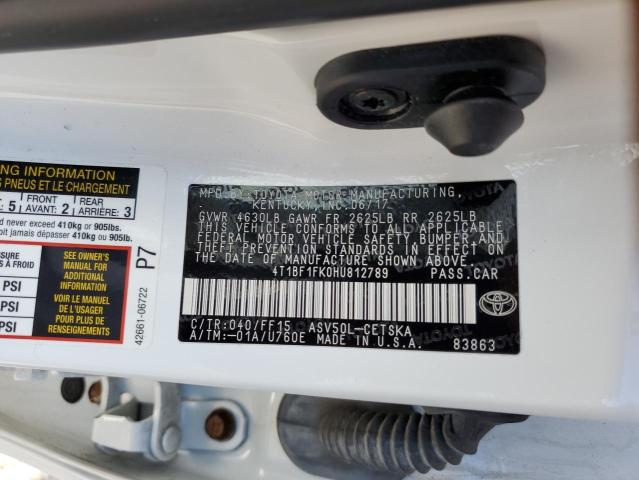 ING INFORMATION
S PNEUS ET LE CHARGEMENT
: 5 FRONT AVANT: 2 REAR ARRIÈRE: 3
d never exceed 410kg or 905lbs.
oit jamais dépasser 410kg ou 905lbs.
SURE
S À FROID
PSI
PSI
PSI
SEE OWNER'S
MANUAL FOR
ADDITIONAL
INFORMATION
VOIR LE MANUEL
DE L'USAGER
POUR PLUS DE
RENSEIGNEMENTS
P7
42661-06722
MFD. BY TOYOTA MOTOR MANUFACTURING,
KENTUCKY, INC. 06/17
GVWR 4630LB GAWR FR 2625LB RR 2625LB
THIS VEHICLE CONFORMS TO ALL APPLICABLE
FEDERAL MOTOR VEHICLE SAFETY, BUMPER, AND
THEFT PREVENTION STANDARDS IN EFFECT ON
THE DATE OF MANUFACTURE SHOWN ABOVE.
4T1BF1FK0HU812789 PASS.CAR
C/TR:040/FF15 ASV50L-CETSKA
A/TM:-01A/U760E MADE IN U.S.A.
83863
TOYOTA